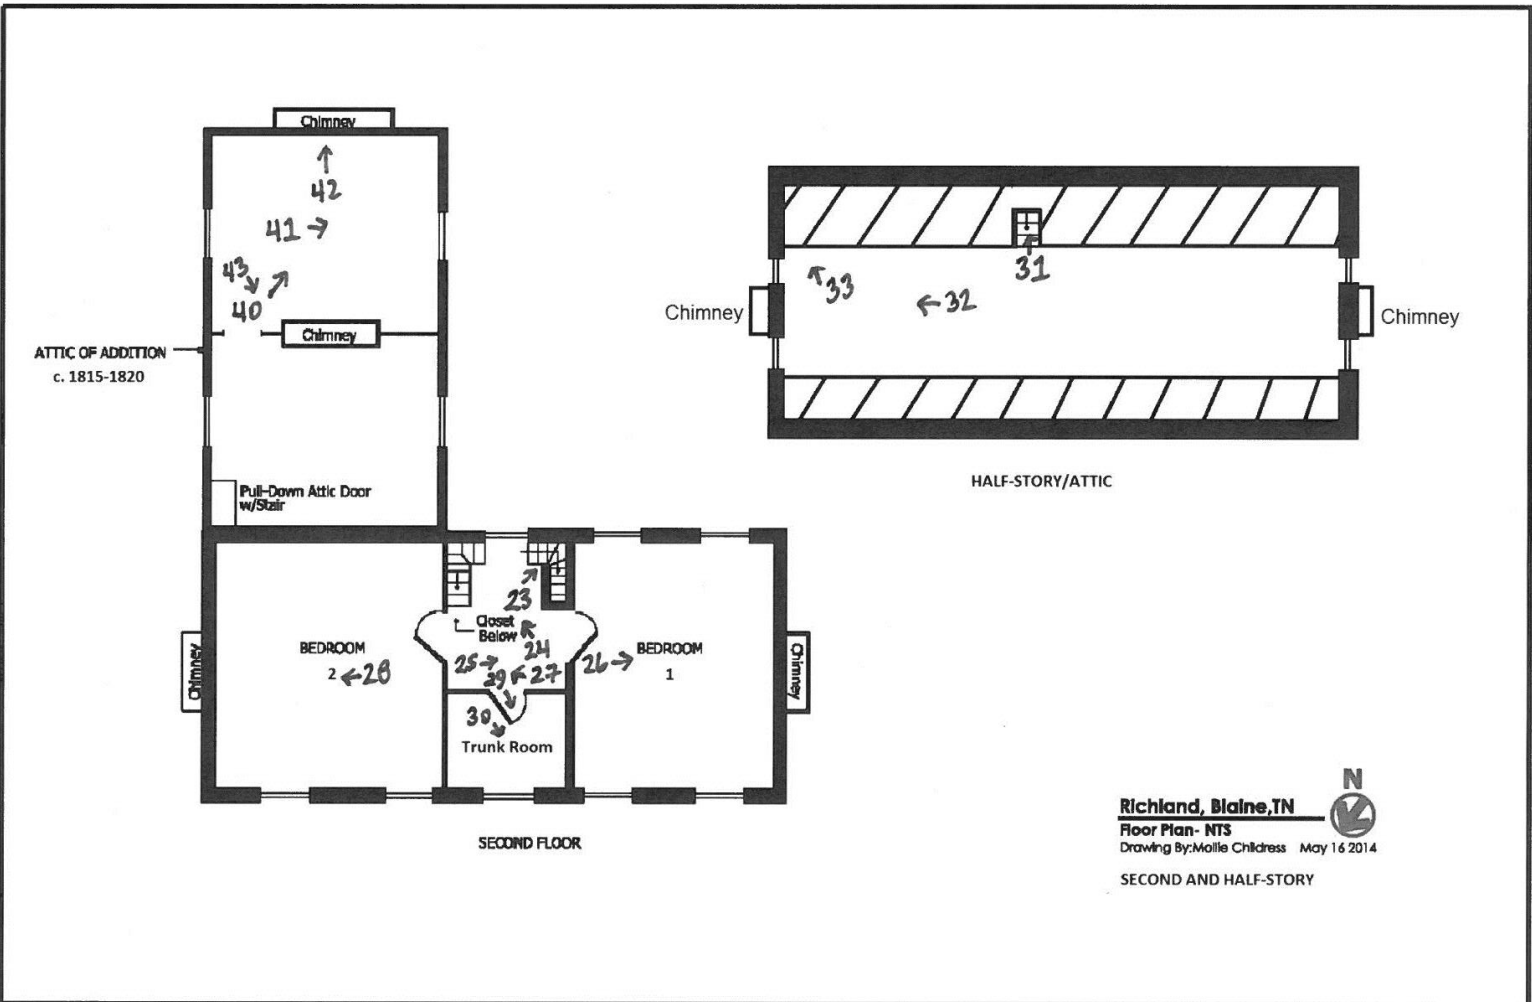 Chimney
42
41
43
40
Chimney
ATTIC OF ADDITION
c. 1815-1820
Pull-Down Attic Door
w/Stair
31
33
32
Chimney
Chimney
HALF-STORY/ATTIC
23
Closet
Below
24
25
26
27
29
BEDROOM
2
28
BEDROOM
1
Chimney
Chimney
30
Trunk Room
SECOND FLOOR
N
Richland, Blaine,TN
Floor Plan- NTS
Drawing By:Mollie Childress May 16 2014
SECOND AND HALF-STORY